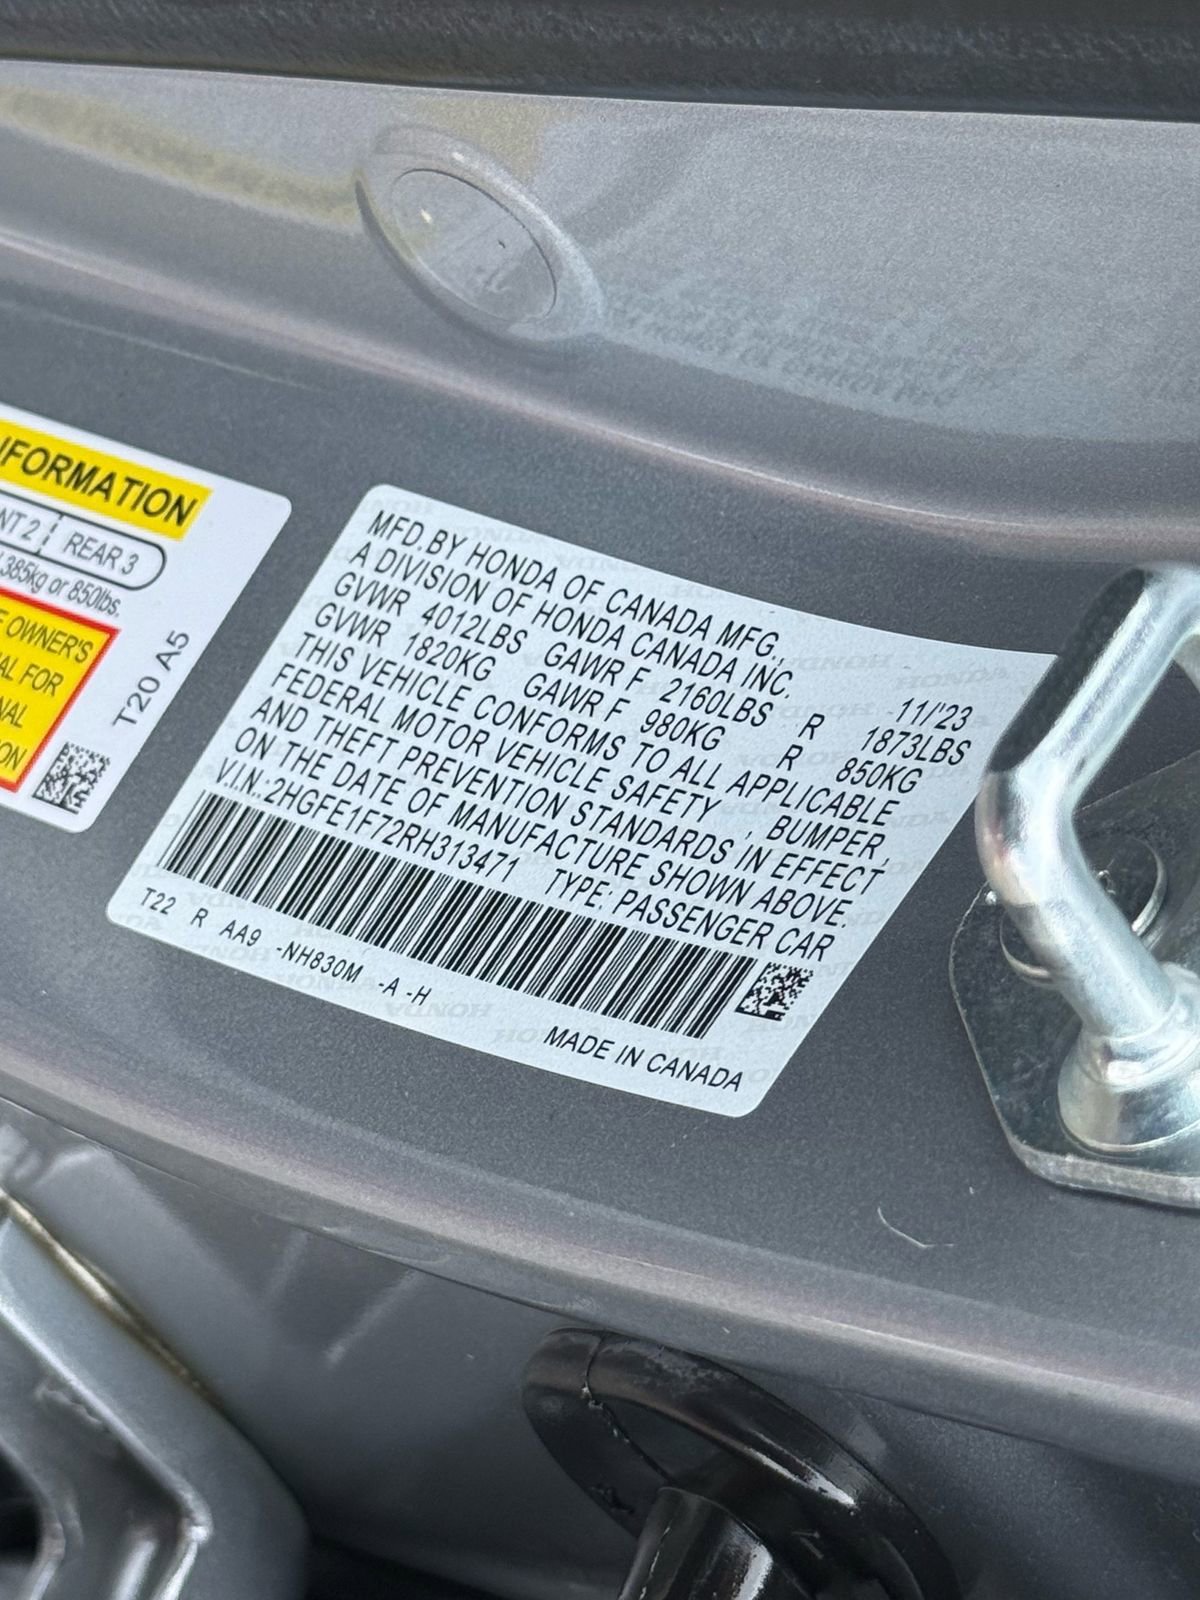 IFORMATION
NT 2 REAR 3
385kg or 850lbs.
OWNER'S
AL FOR
NAL
ON
T20 A5
MFD.BY HONDA OF CANADA MFG.,
A DIVISION OF HONDA CANADA INC. 11/'23
GVWR 4012LBS GAWR F 2160LBS R 1873LBS
GVWR 1820KG GAWR F 980KG R 850KG
THIS VEHICLE CONFORMS TO ALL APPLICABLE
FEDERAL MOTOR VEHICLE SAFETY , BUMPER,
AND THEFT PREVENTION STANDARDS IN EFFECT
ON THE DATE OF MANUFACTURE SHOWN ABOVE.
V.I.N.:2HGFE1F72RH313471 TYPE: PASSENGER CAR
T22 R AA9 -NH830M -A -H
MADE IN CANADA